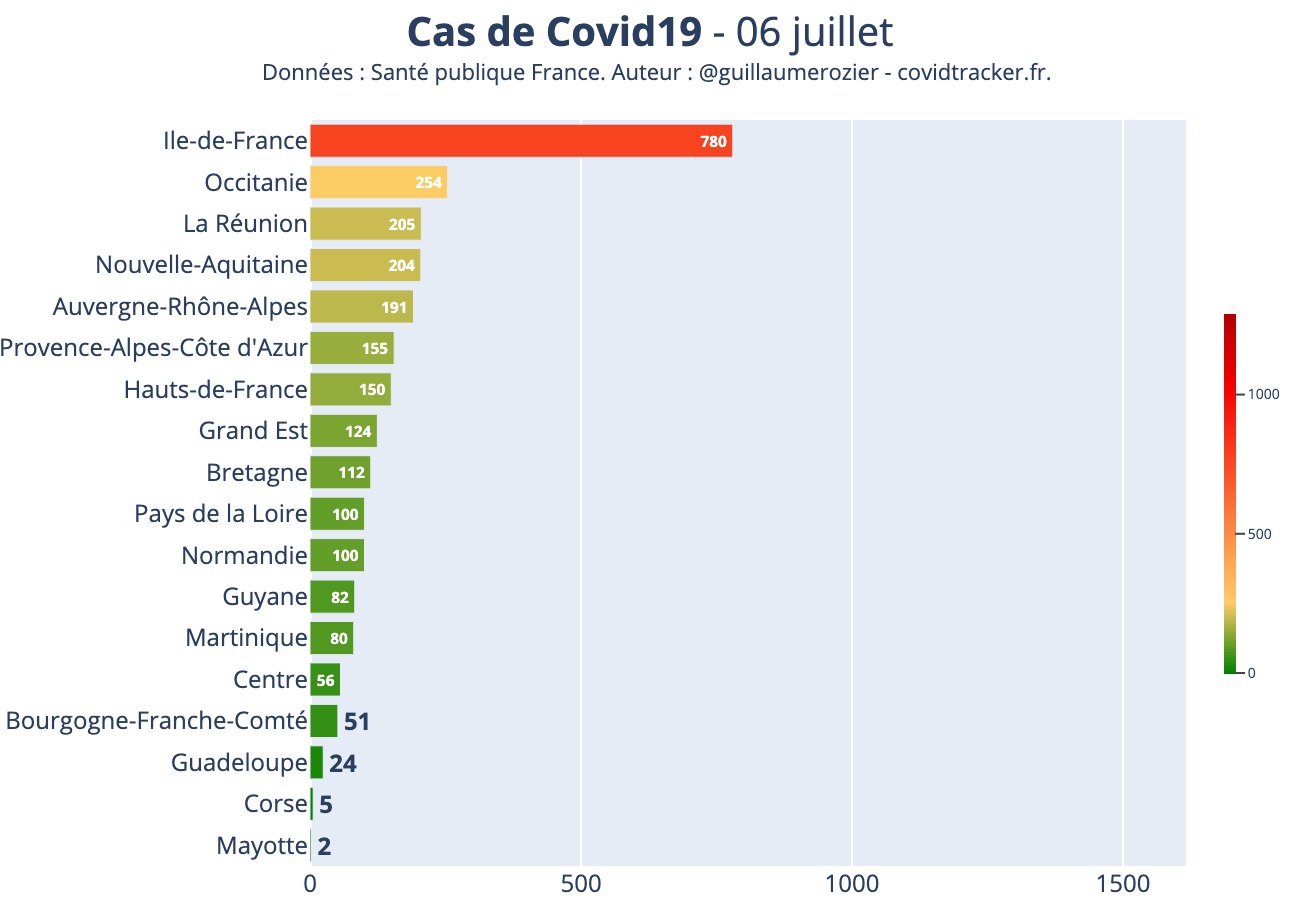 Cas de Covid19 - 06 juillet
Données : Santé publique France. Auteur : @guillaumerozier - covidtracker.fr.
Ile-de-France 780
Occitanie 254
La Réunion 205
Nouvelle-Aquitaine 204
Auvergne-Rhône-Alpes 191
Provence-Alpes-Côte d'Azur 155
Hauts-de-France 150
Grand Est 124
Bretagne 112
Pays de la Loire 100
Normandie 100
Guyane 82
Martinique 80
Centre 56
Bourgogne-Franche-Comté 51
Guadeloupe 24
Corse 5
Mayotte 2
0 500 1000 1500
1000
500
0